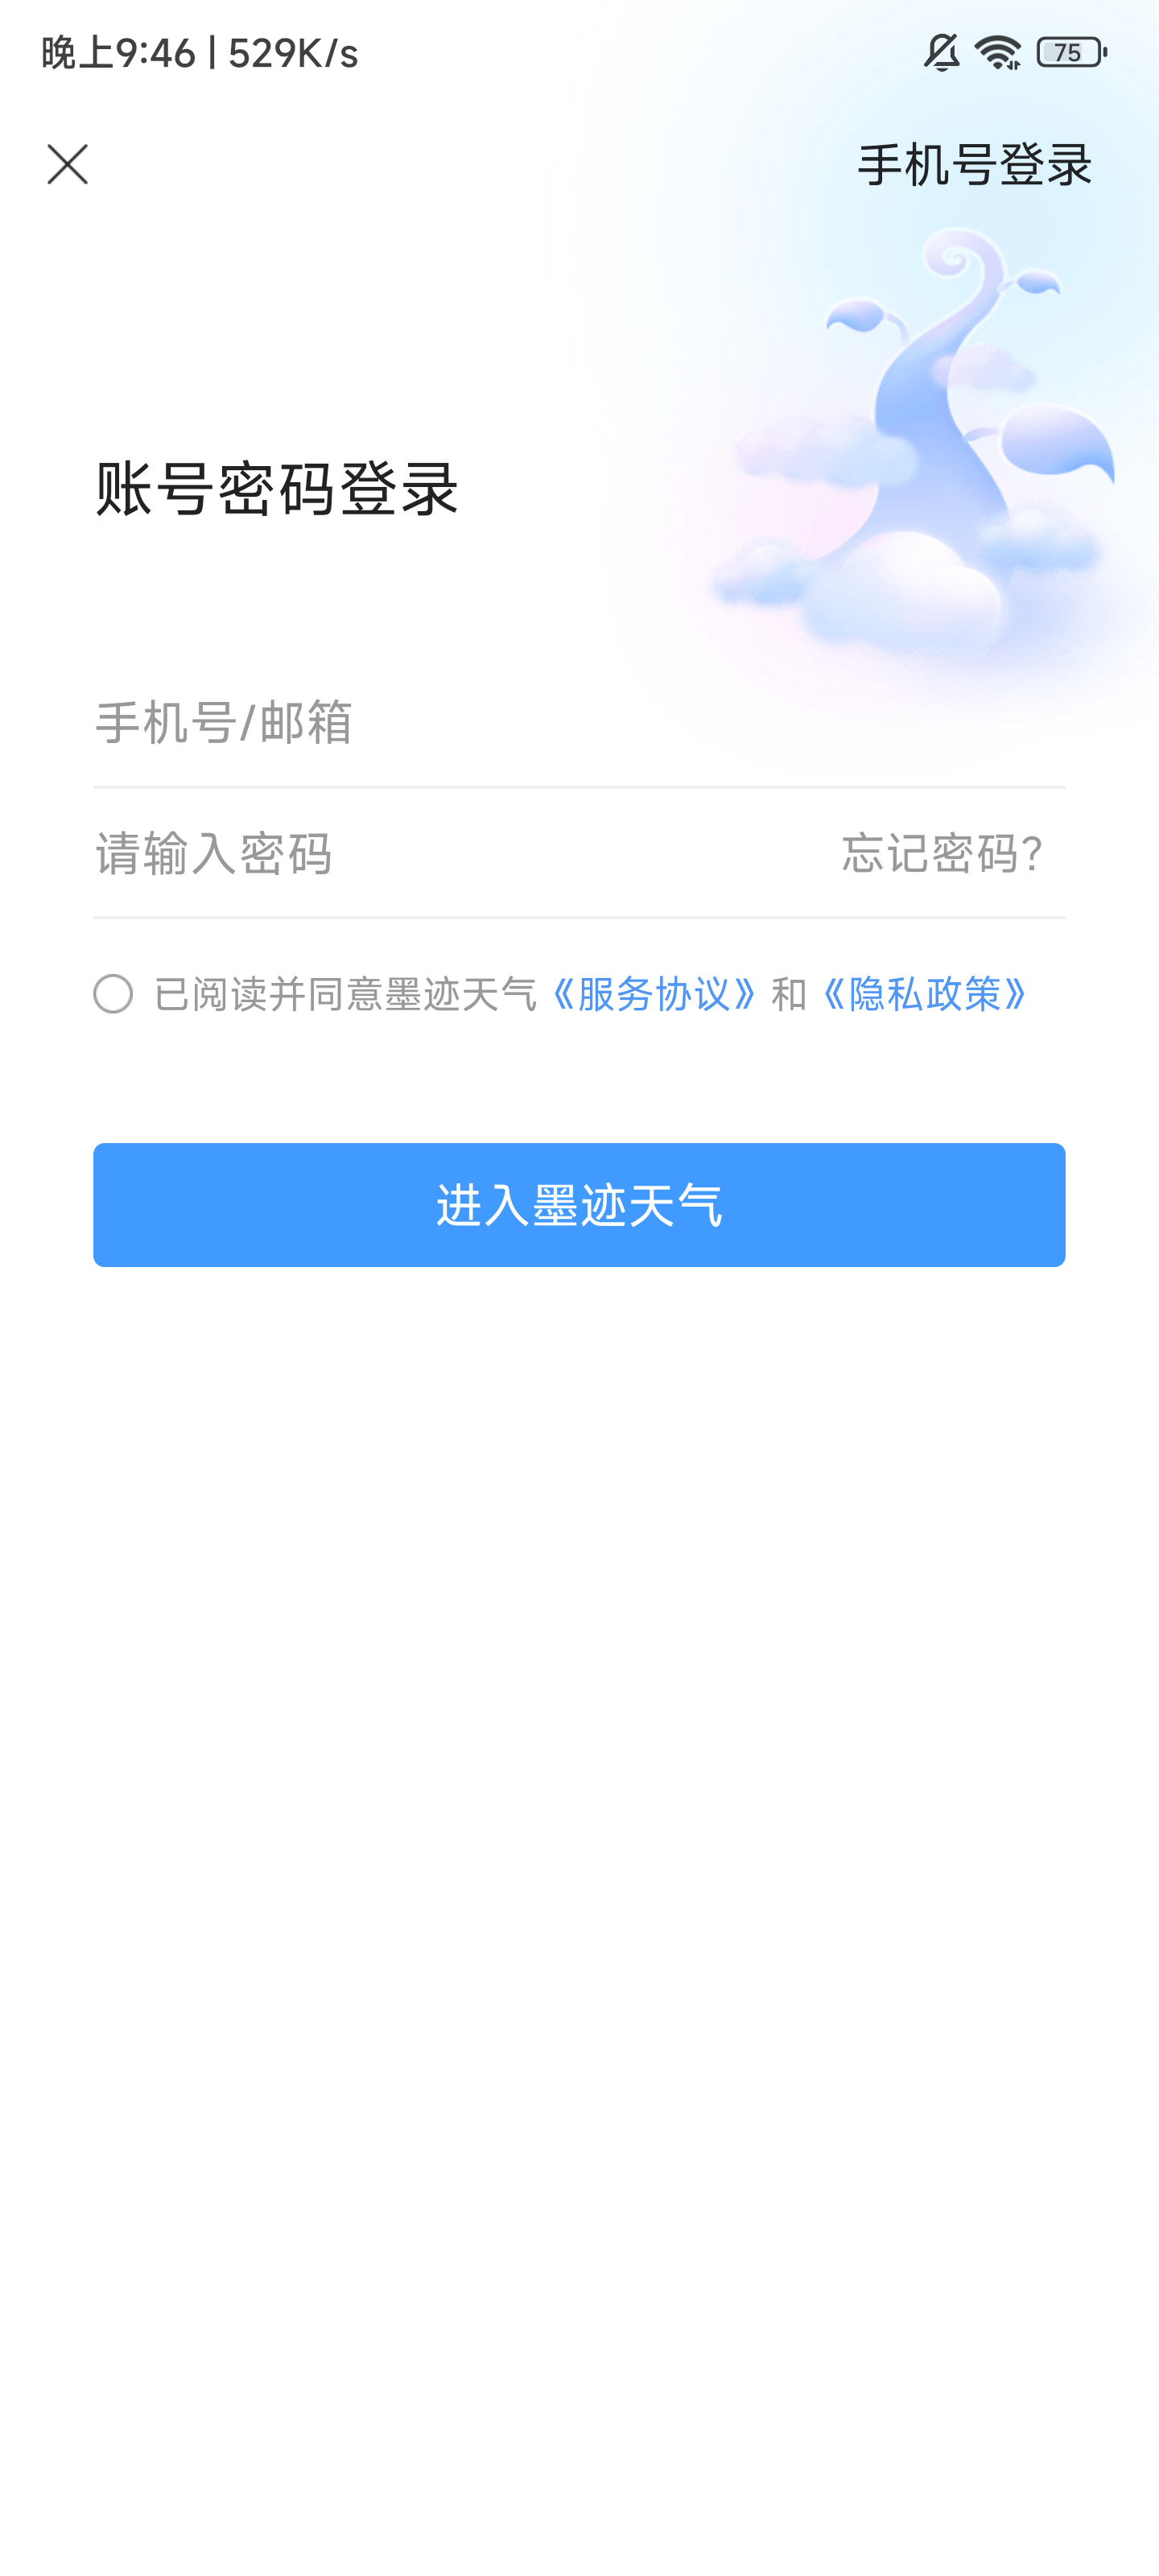 晚上9:46 | 529K/s
75
手机号登录
账号密码登录
手机号/邮箱
请输入密码 忘记密码?
已阅读并同意墨迹天气《服务协议》和《隐私政策》
进入墨迹天气